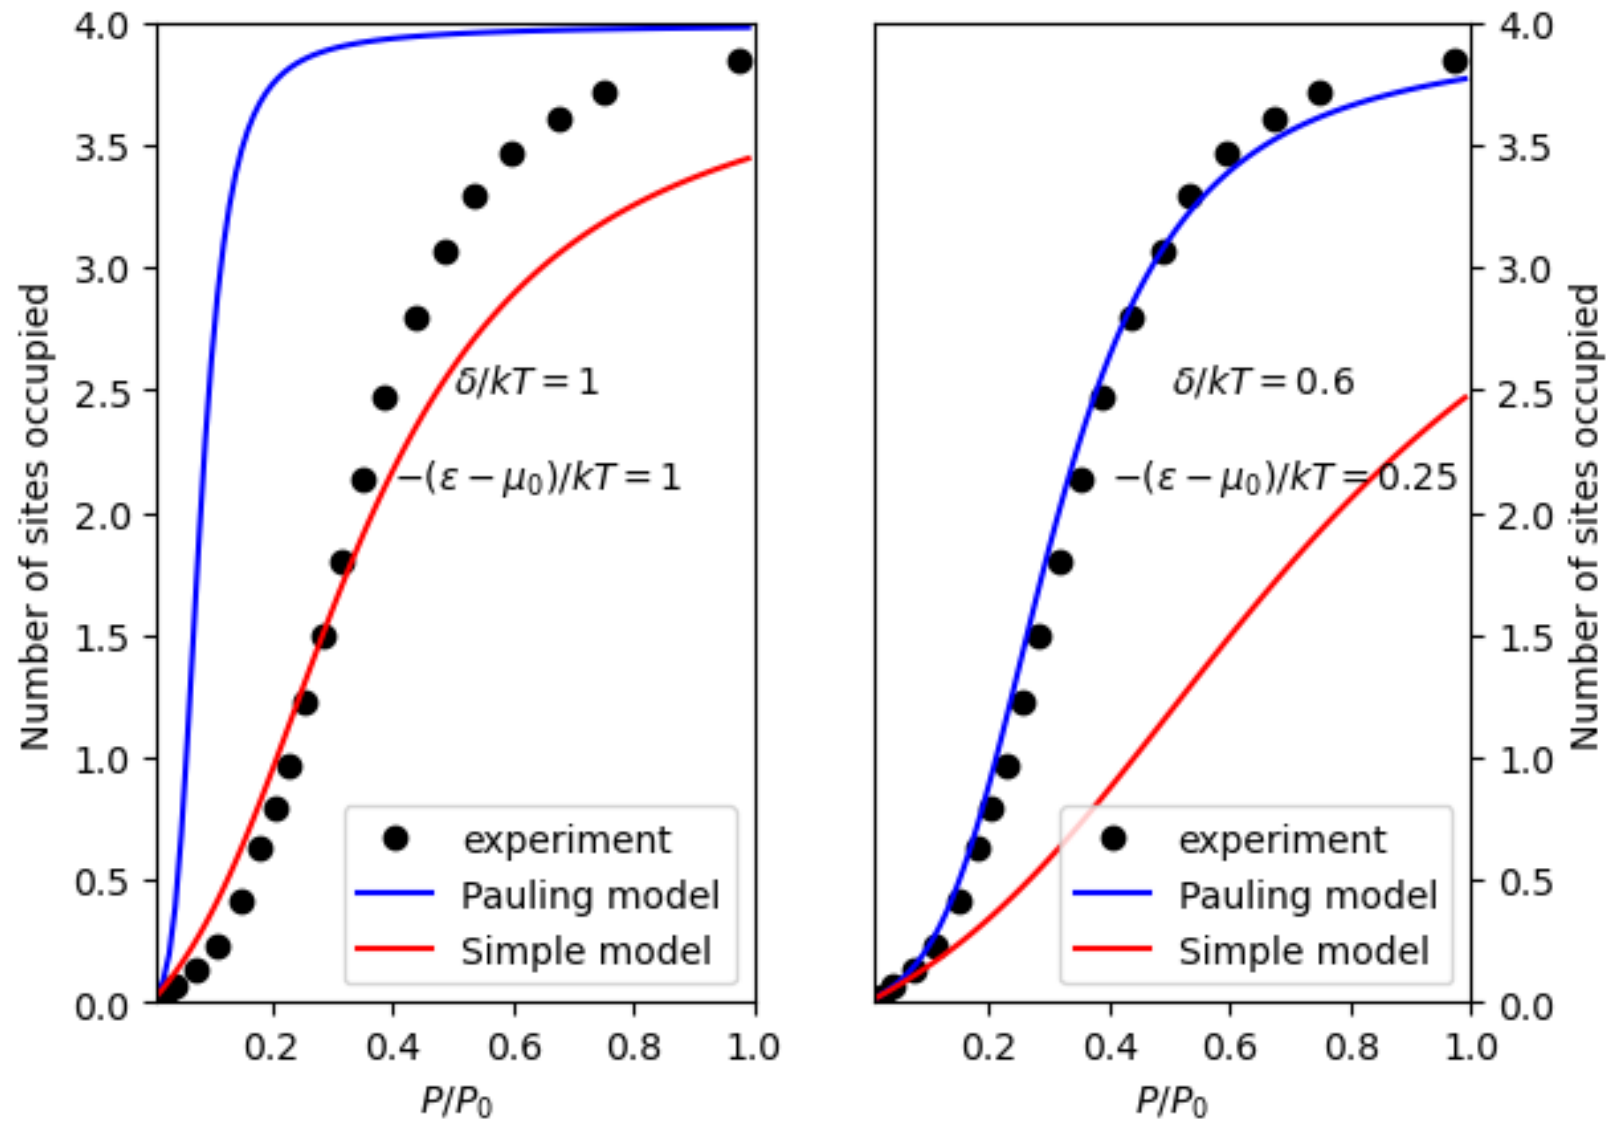 4.0
3.5
3.0
2.5
2.0
1.5
1.0
0.5
0.0
Number of sites occupied
δ/kT = 1
−(ε − μ₀)/kT = 1
experiment
Pauling model
Simple model
0.2 0.4 0.6 0.8 1.0
P/P₀
δ/kT = 0.6
−(ε − μ₀)/kT = 0.25
experiment
Pauling model
Simple model
0.2 0.4 0.6 0.8 1.0
P/P₀
4.0
3.5
3.0
2.5
2.0
1.5
1.0
0.5
0.0
Number of sites occupied